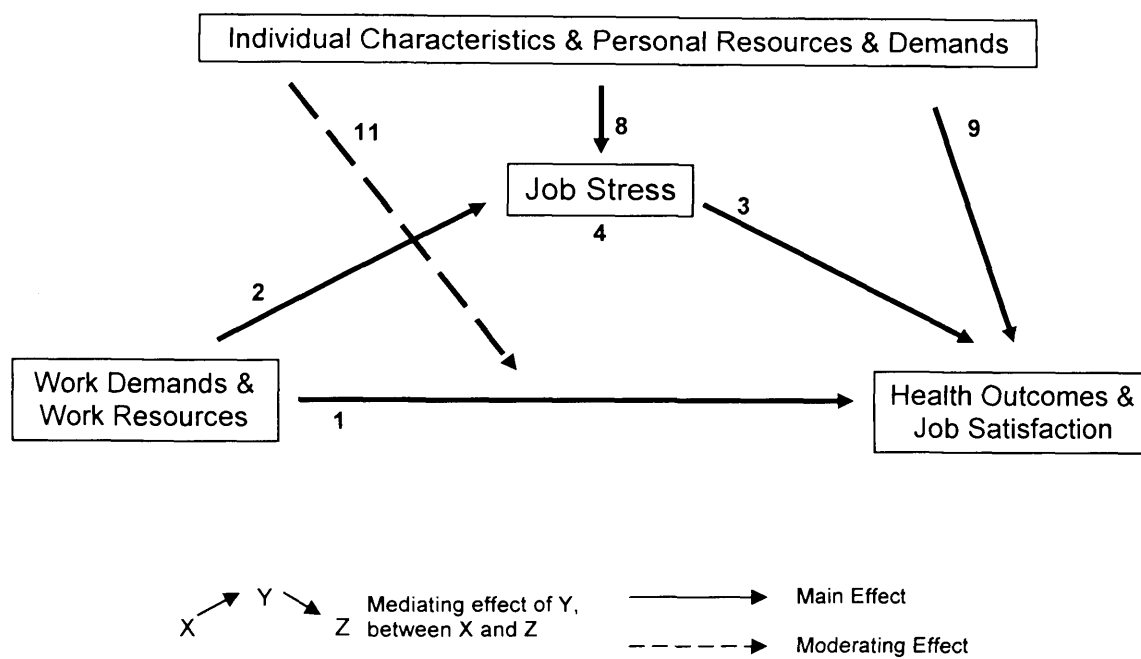 Individual Characteristics & Personal Resources & Demands
11
8
9
Job Stress
4
3
2
Work Demands &
Work Resources
1
Health Outcomes &
Job Satisfaction
X
Y
Z
Mediating effect of Y,
between X and Z
Main Effect
Moderating Effect